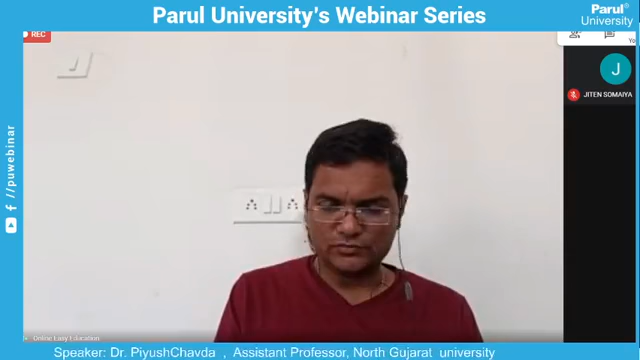 Parul University's Webinar Series
Parul®
University
REC
J
JITEN SOMAIYA
//puwebinar
Online Easy Education
Speaker: Dr. PiyushChavda , Assistant Professor, North Gujarat university